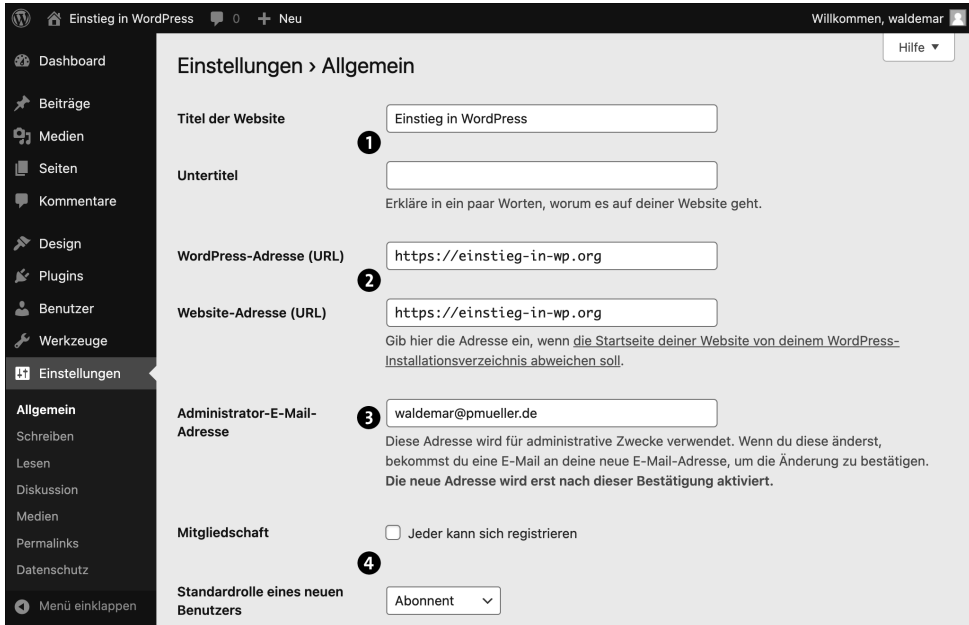 Einstieg in WordPress 0 + Neu Willkommen, waldemar
Hilfe ▼
Dashboard
Beiträge
Medien
Seiten
Kommentare
Design
Plugins
Benutzer
Werkzeuge
Einstellungen
Allgemein
Schreiben
Lesen
Diskussion
Medien
Permalinks
Datenschutz
Menü einklappen
Einstellungen › Allgemein
Titel der Website Einstieg in WordPress
1
Untertitel
Erkläre in ein paar Worten, worum es auf deiner Website geht.
WordPress-Adresse (URL) https://einstieg-in-wp.org
2
Website-Adresse (URL) https://einstieg-in-wp.org
Gib hier die Adresse ein, wenn die Startseite deiner Website von deinem WordPress-
Installationsverzeichnis abweichen soll.
Administrator-E-Mail-
Adresse
3 waldemar@pmueller.de
Diese Adresse wird für administrative Zwecke verwendet. Wenn du diese änderst,
bekommst du eine E-Mail an deine neue E-Mail-Adresse, um die Änderung zu bestätigen.
Die neue Adresse wird erst nach dieser Bestätigung aktiviert.
Mitgliedschaft Jeder kann sich registrieren
4
Standardrolle eines neuen
Benutzers
Abonnent